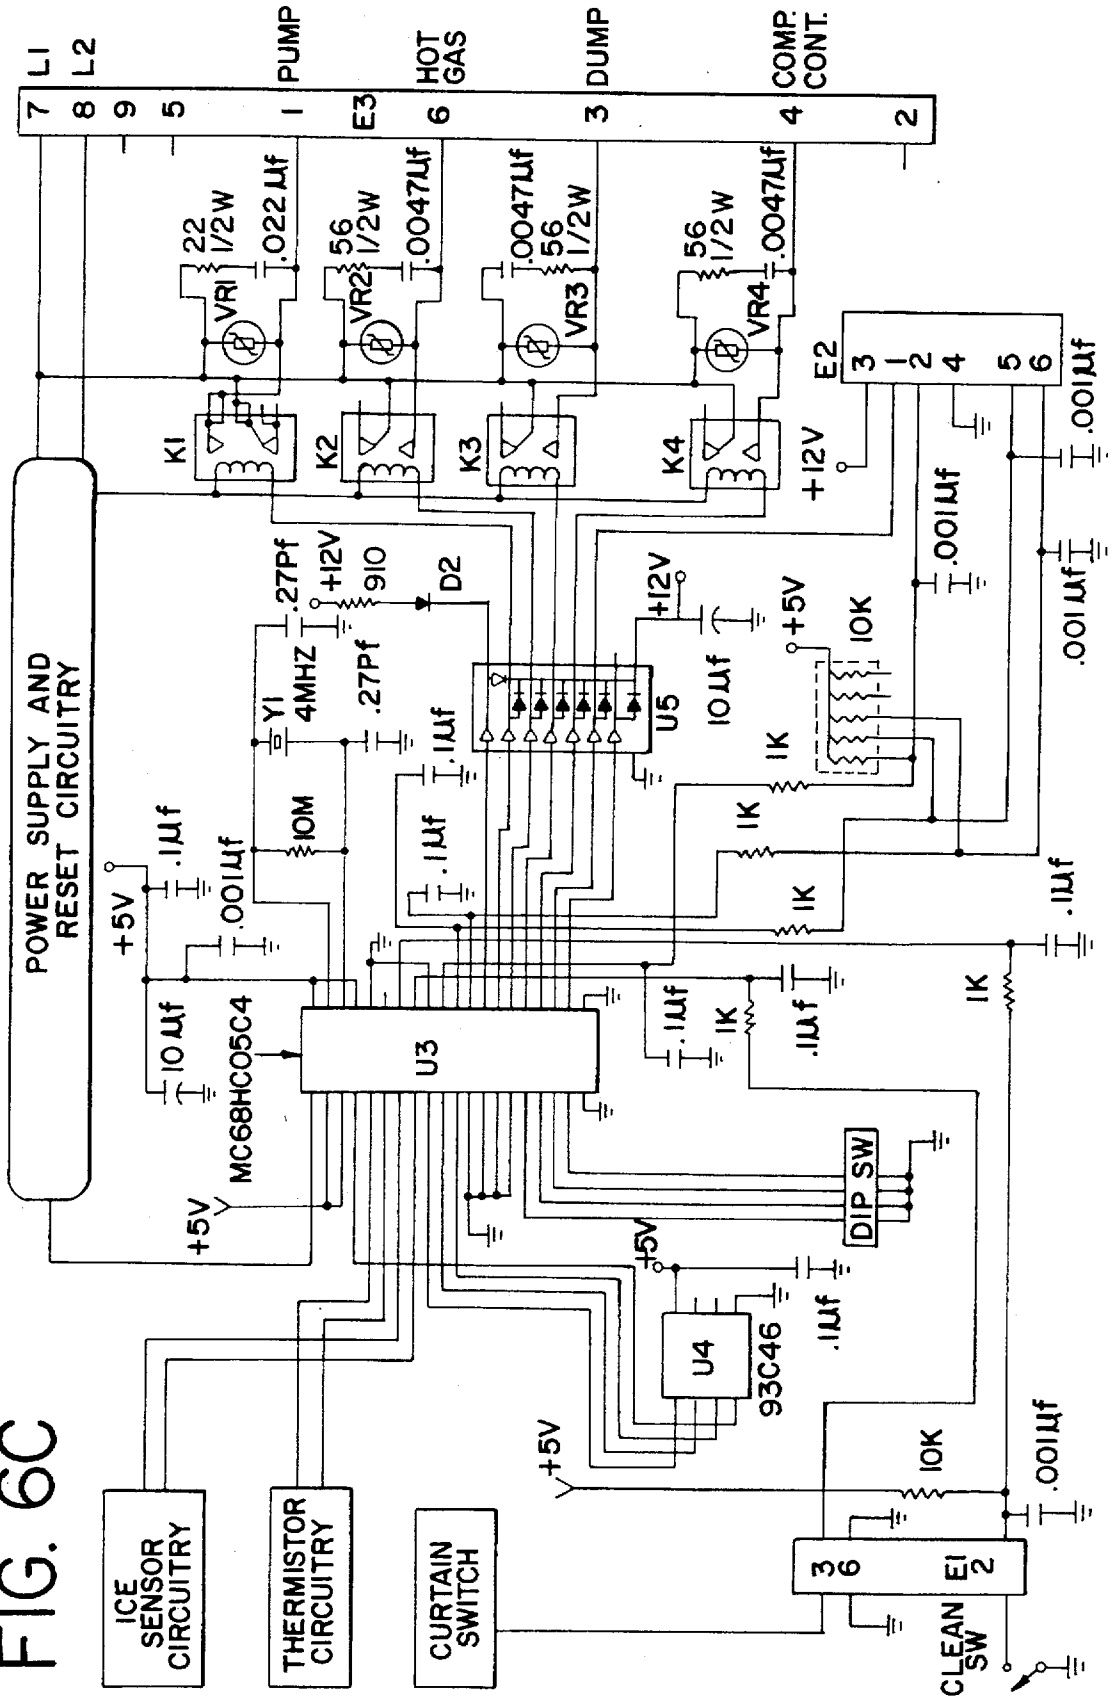 FIG. 6C
POWER SUPPLY AND
RESET CIRCUITRY
7 L1
8 L2
9
5
1 PUMP
E3
6 HOT
GAS
3 DUMP
4 COMP.
CONT.
2
22
1/2W
.022µf
VR1
56
1/2W
.0047µf
VR2
.0047µf
56
1/2W
VR3
56
1/2W
.0047µf
VR4
K1
K2
K3
K4
E2
3
1
2
4
5
6
+12V
.001µf
.001µf
.001µf
.27Pf
+12V
910
D2
Y1
4MHZ
.27Pf
10M
+5V
.1µf
.001µf
10µf
.1µf
.1µf
U5
+12V
10µf
+5V
10K
1K
1K
1K
.1µf
1K
.1µf
1K
.1µf
MC68HC05C4
U3
+5V
DIP SW
+5V
.1µf
U4
93C46
ICE
SENSOR
CIRCUITRY
THERMISTOR
CIRCUITRY
CURTAIN
SWITCH
+5V
10K
.001µf
3
6
E1
2
CLEAN
SW